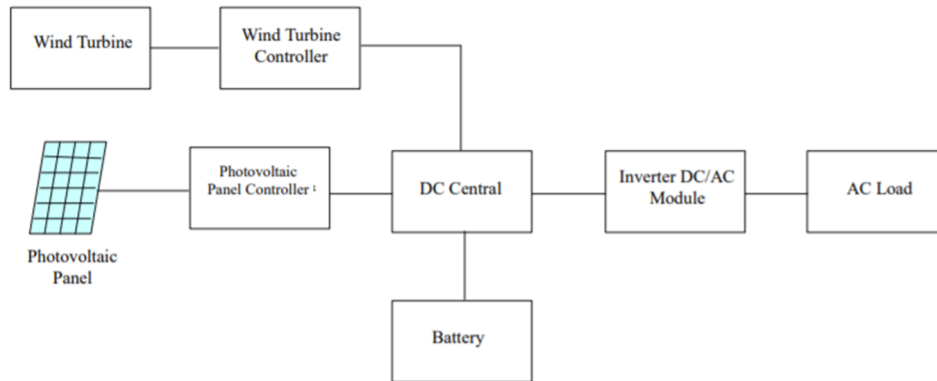 Wind Turbine
Wind Turbine
Controller
Photovoltaic
Panel Controller :
DC Central
Inverter DC/AC
Module
AC Load
Photovoltaic
Panel
Battery